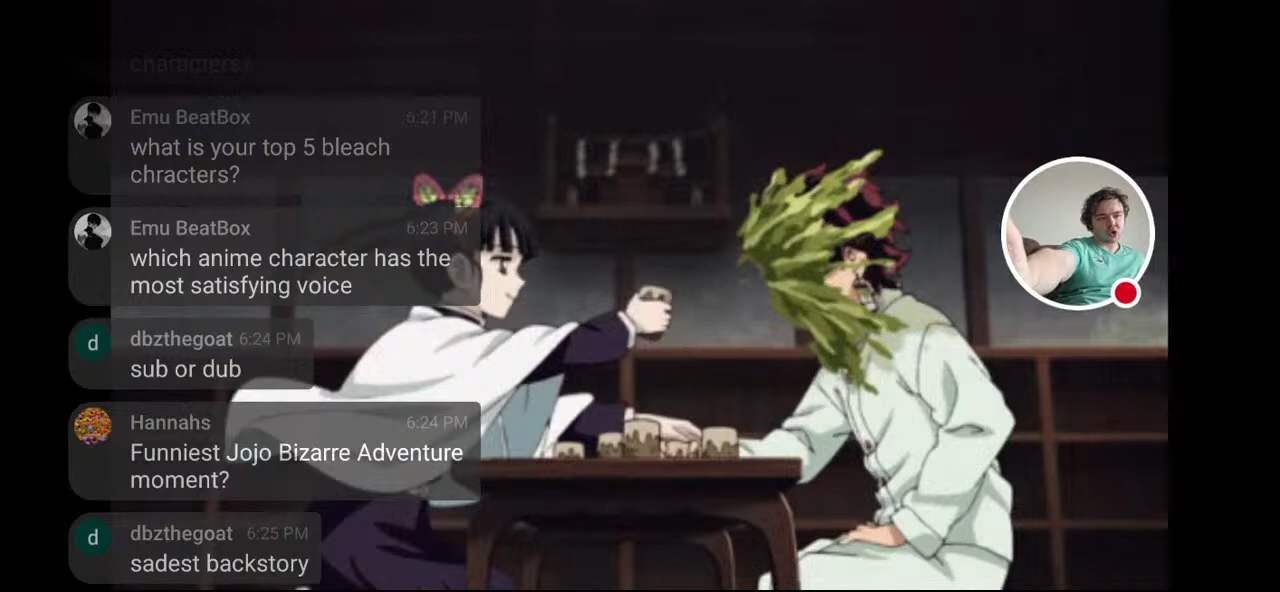 characters?
Emu BeatBox 6:21 PM
what is your top 5 bleach
chracters?
Emu BeatBox 6:23 PM
which anime character has the
most satisfying voice
d dbzthegoat 6:24 PM
sub or dub
Hannahs 6:24 PM
Funniest Jojo Bizarre Adventure
moment?
d dbzthegoat 6:25 PM
sadest backstory